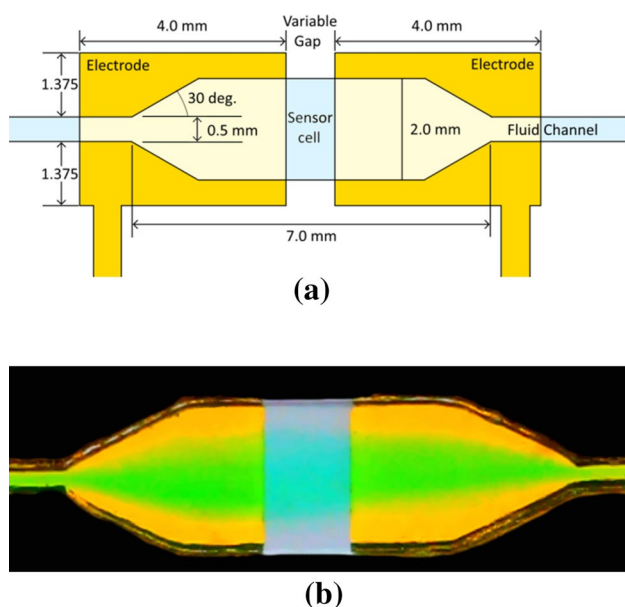 4.0 mm
Variable
Gap
4.0 mm
Electrode
Electrode
1.375
30 deg.
0.5 mm
Sensor
cell
2.0 mm
Fluid Channel
1.375
7.0 mm
(a)
(b)